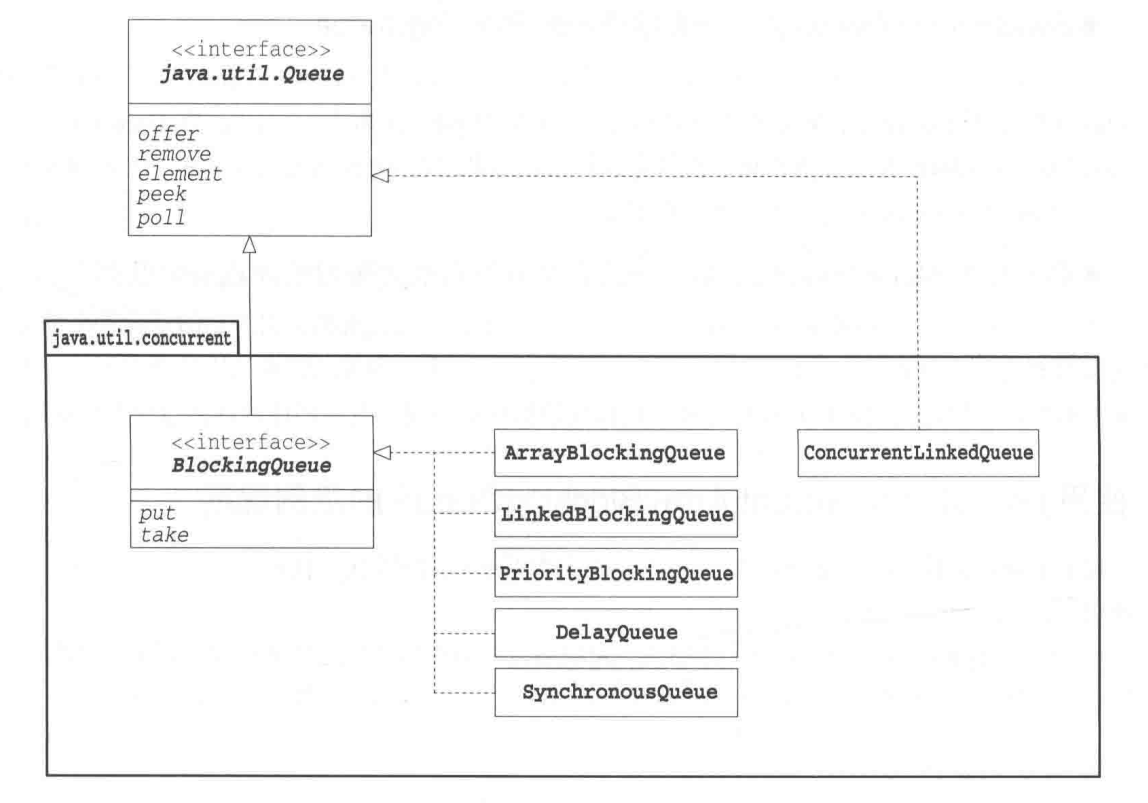 <<interface>>
java.util.Queue
offer
remove
element
peek
poll
java.util.concurrent
<<interface>>
BlockingQueue
put
take
ArrayBlockingQueue
LinkedBlockingQueue
PriorityBlockingQueue
DelayQueue
SynchronousQueue
ConcurrentLinkedQueue